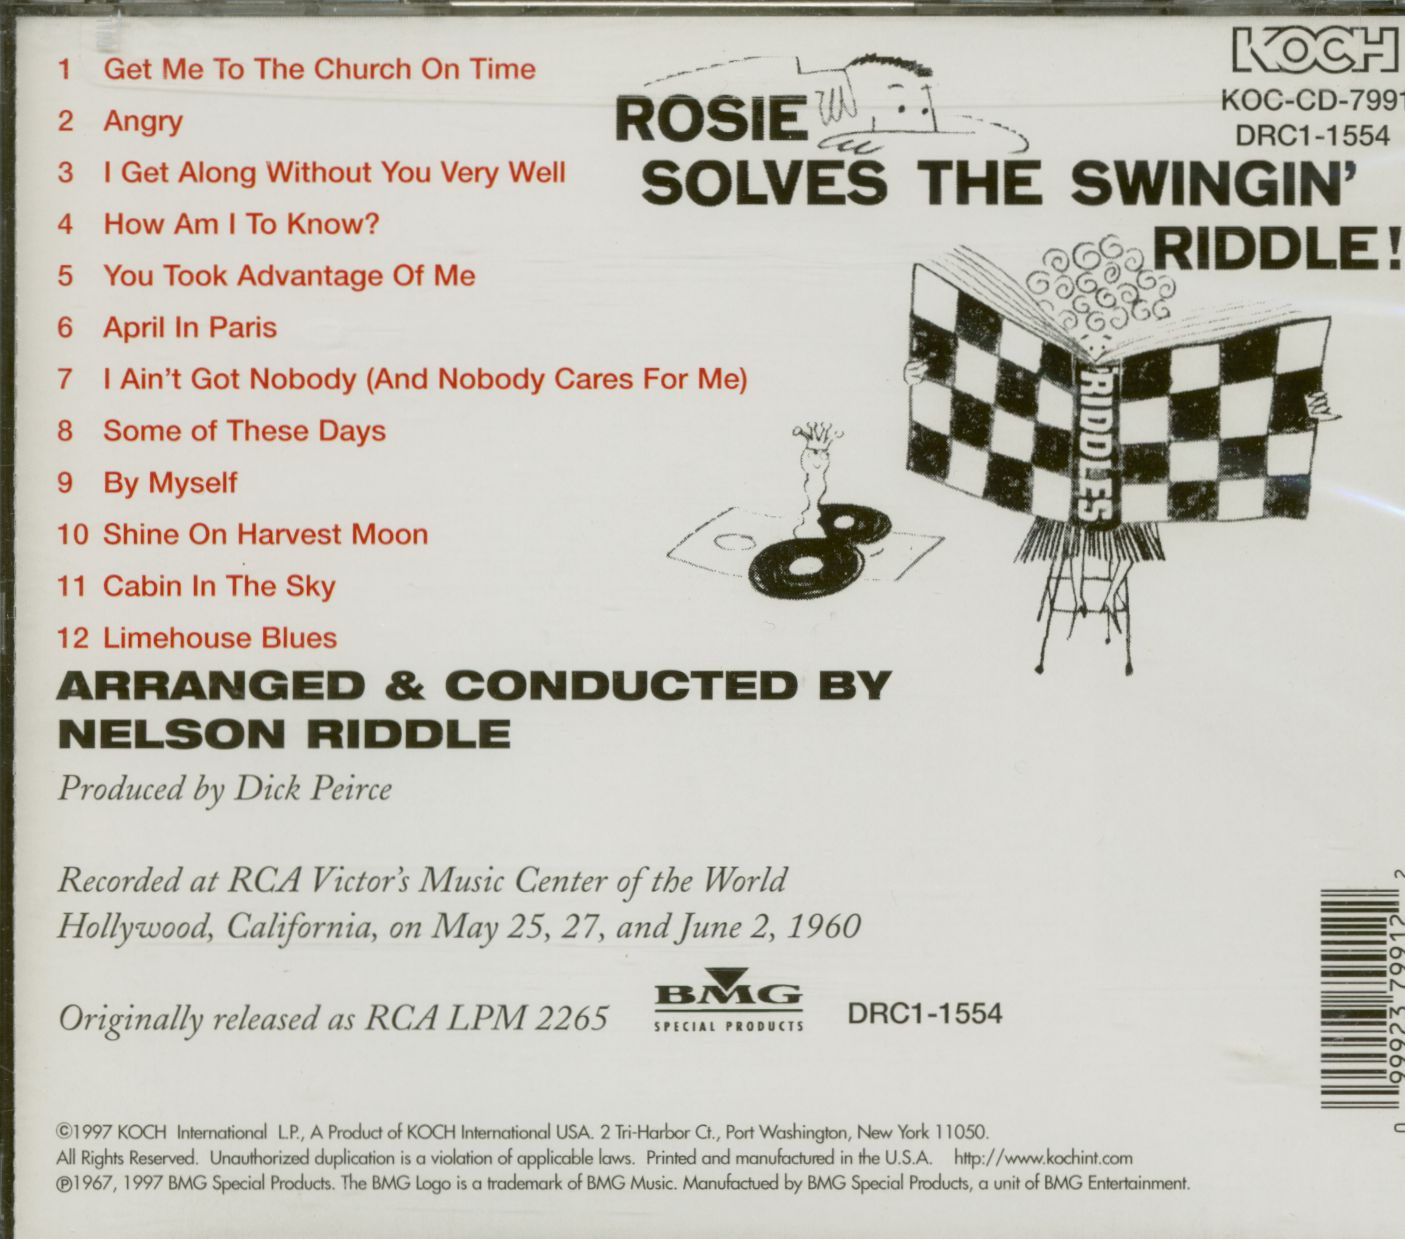 1 Get Me To The Church On Time
2 Angry
3 I Get Along Without You Very Well
4 How Am I To Know?
5 You Took Advantage Of Me
6 April In Paris
7 I Ain't Got Nobody (And Nobody Cares For Me)
8 Some of These Days
9 By Myself
10 Shine On Harvest Moon
11 Cabin In The Sky
12 Limehouse Blues
KOCH
KOC-CD-7991
DRC1-1554
ROSIE
SOLVES THE SWINGIN'
RIDDLE!
RIDDLES
ARRANGED & CONDUCTED BY
NELSON RIDDLE
Produced by Dick Peirce
Recorded at RCA Victor's Music Center of the World
Hollywood, California, on May 25, 27, and June 2, 1960
Originally released as RCA LPM 2265
BMG
SPECIAL PRODUCTS
DRC1-1554
0 99923 79912 2
©1997 KOCH International L.P., A Product of KOCH International USA. 2 Tri-Harbor Ct., Port Washington, New York 11050.
All Rights Reserved. Unauthorized duplication is a violation of applicable laws. Printed and manufactured in the U.S.A. http://www.kochint.com
℗1967, 1997 BMG Special Products. The BMG Logo is a trademark of BMG Music. Manufactued by BMG Special Products, a unit of BMG Entertainment.